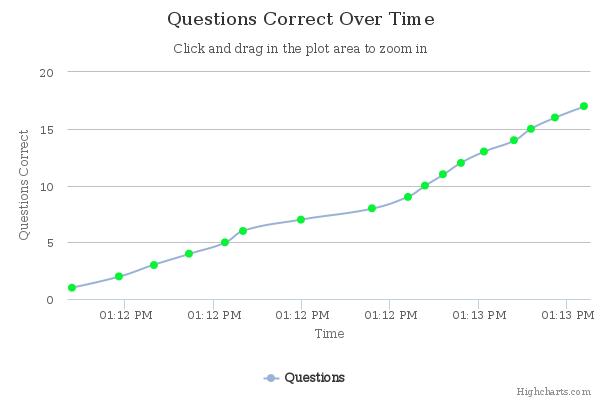 Questions Correct Over Time
Click and drag in the plot area to zoom in
Questions Correct
20
15
10
5
0
01:12 PM 01:12 PM 01:12 PM 01:12 PM 01:13 PM 01:13 PM
Time
Questions
Highcharts.com